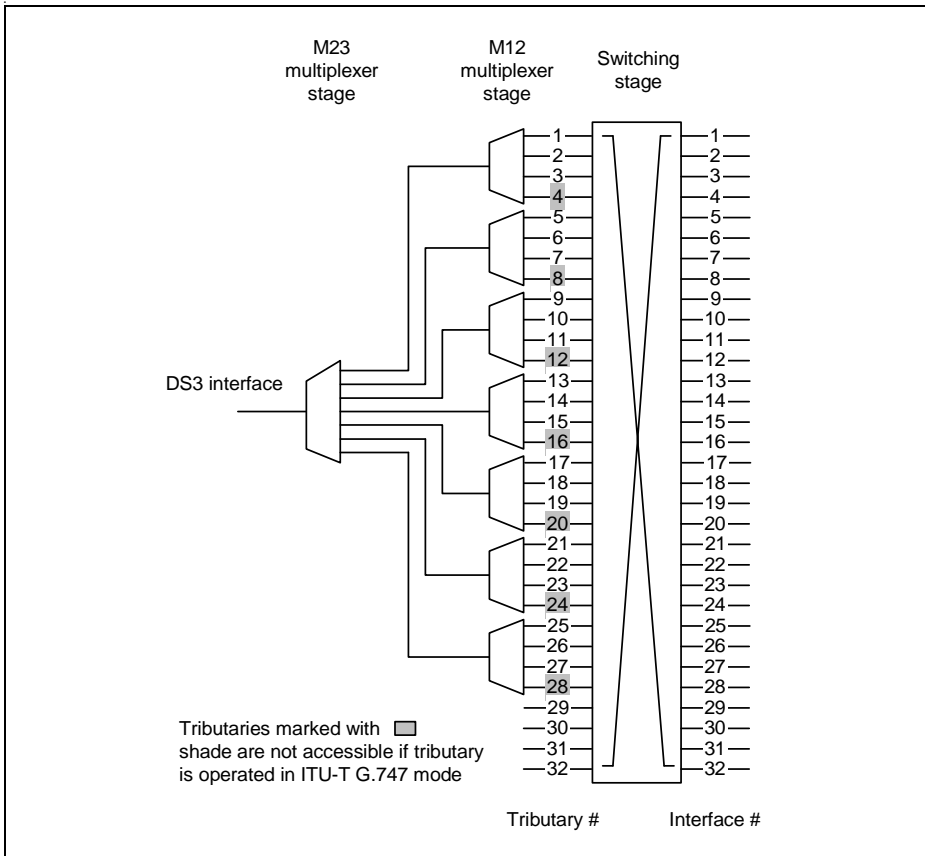 M23
multiplexer
stage
M12
multiplexer
stage
Switching
stage
DS3 interface
1 1
2 2
3 3
4 4
5 5
6 6
7 7
8 8
9 9
10 10
11 11
12 12
13 13
14 14
15 15
16 16
17 17
18 18
19 19
20 20
21 21
22 22
23 23
24 24
25 25
26 26
27 27
28 28
29 29
30 30
31 31
32 32
Tributaries marked with
shade are not accessible if tributary
is operated in ITU-T G.747 mode
Tributary #
Interface #